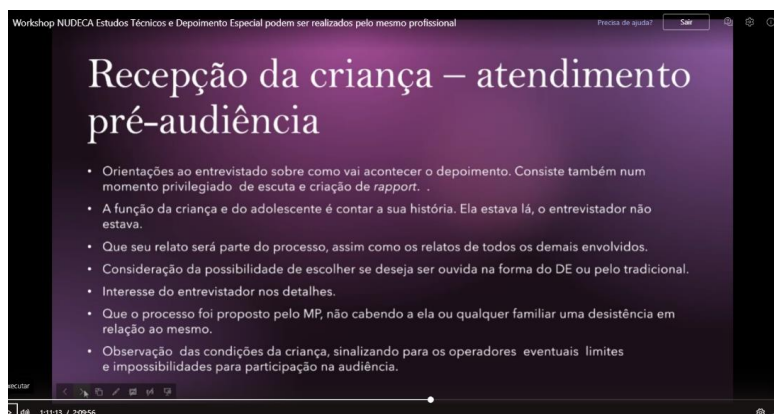 Workshop NUDECA Estudos Técnicos e Depoimento Especial podem ser realizados pelo mesmo profissional
Precisa de ajuda?
Sair
Recepção da criança – atendimento
pré-audiência
• Orientações ao entrevistado sobre como vai acontecer o depoimento. Consiste também num
momento privilegiado de escuta e criação de rapport. .
• A função da criança e do adolescente é contar a sua história. Ela estava lá, o entrevistador não
estava.
• Que seu relato será parte do processo, assim como os relatos de todos os demais envolvidos.
• Consideração da possibilidade de escolher se deseja ser ouvida na forma do DE ou pelo tradicional.
• Interesse do entrevistador nos detalhes.
• Que o processo foi proposto pelo MP, não cabendo a ela ou qualquer familiar uma desistência em
relação ao mesmo.
• Observação das condições da criança, sinalizando para os operadores eventuais limites
e impossibilidades para participação na audiência.
xecutar
1:11:13 / 2:09:56